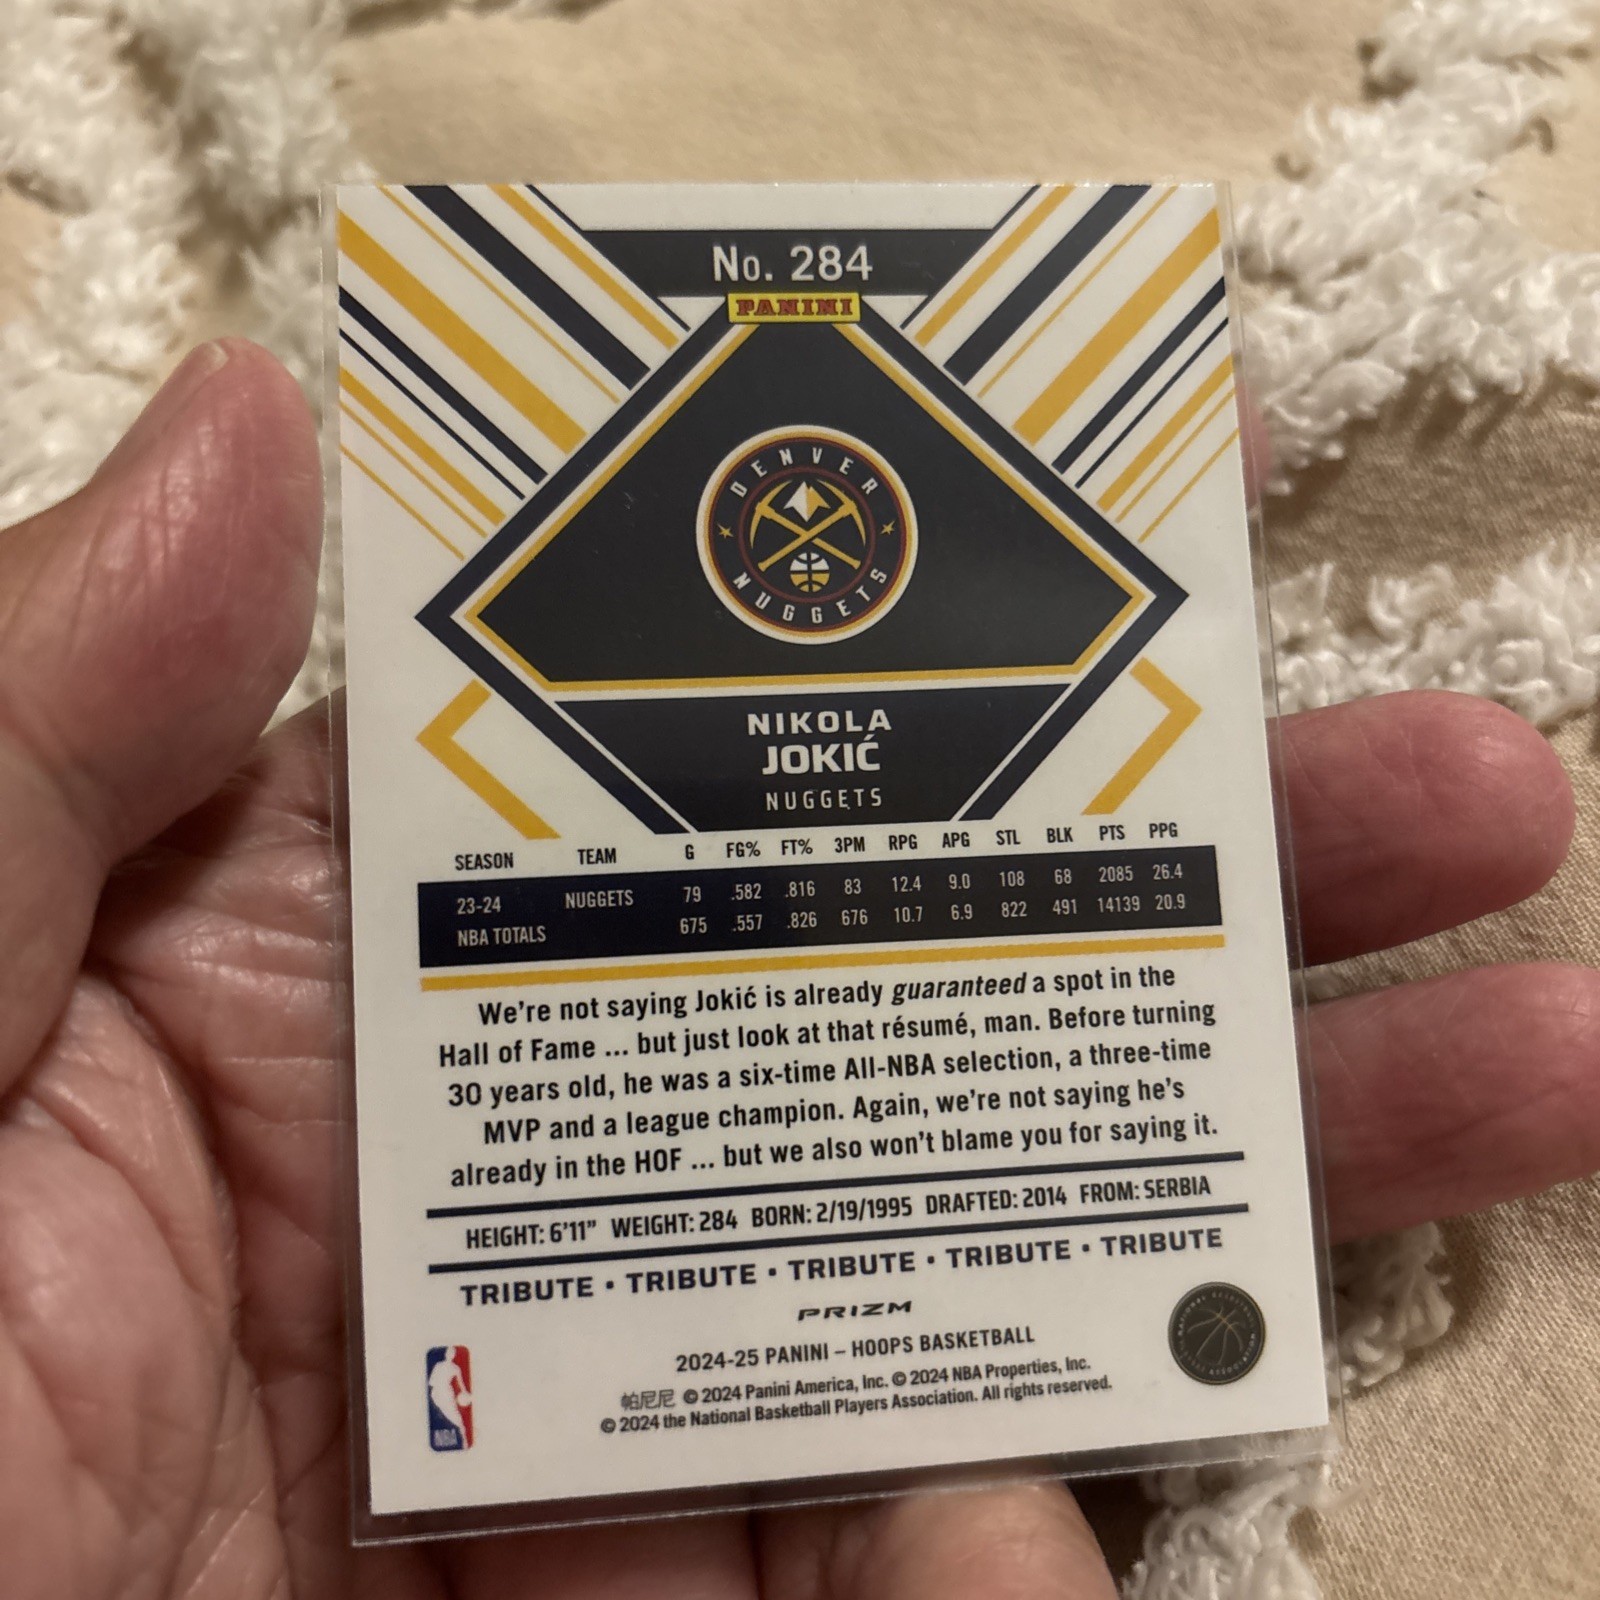 No. 284
PANINI
DENVER
NUGGETS
NIKOLA
JOKIĆ
NUGGETS
SEASON TEAM G FG% FT% 3PM RPG APG STL BLK PTS PPG
23-24 NUGGETS 79 .582 .816 83 12.4 9.0 108 68 2085 26.4
NBA TOTALS 675 .557 .826 676 10.7 6.9 822 491 14139 20.9
We're not saying Jokić is already guaranteed a spot in the
Hall of Fame ... but just look at that résumé, man. Before turning
30 years old, he was a six-time All-NBA selection, a three-time
MVP and a league champion. Again, we're not saying he's
already in the HOF ... but we also won't blame you for saying it.
HEIGHT: 6'11" WEIGHT: 284 BORN: 2/19/1995 DRAFTED: 2014 FROM: SERBIA
TRIBUTE • TRIBUTE • TRIBUTE • TRIBUTE • TRIBUTE
PRIZM
2024-25 PANINI – HOOPS BASKETBALL
帕尼尼 © 2024 Panini America, Inc. © 2024 NBA Properties, Inc.
© 2024 the National Basketball Players Association. All rights reserved.
NBA